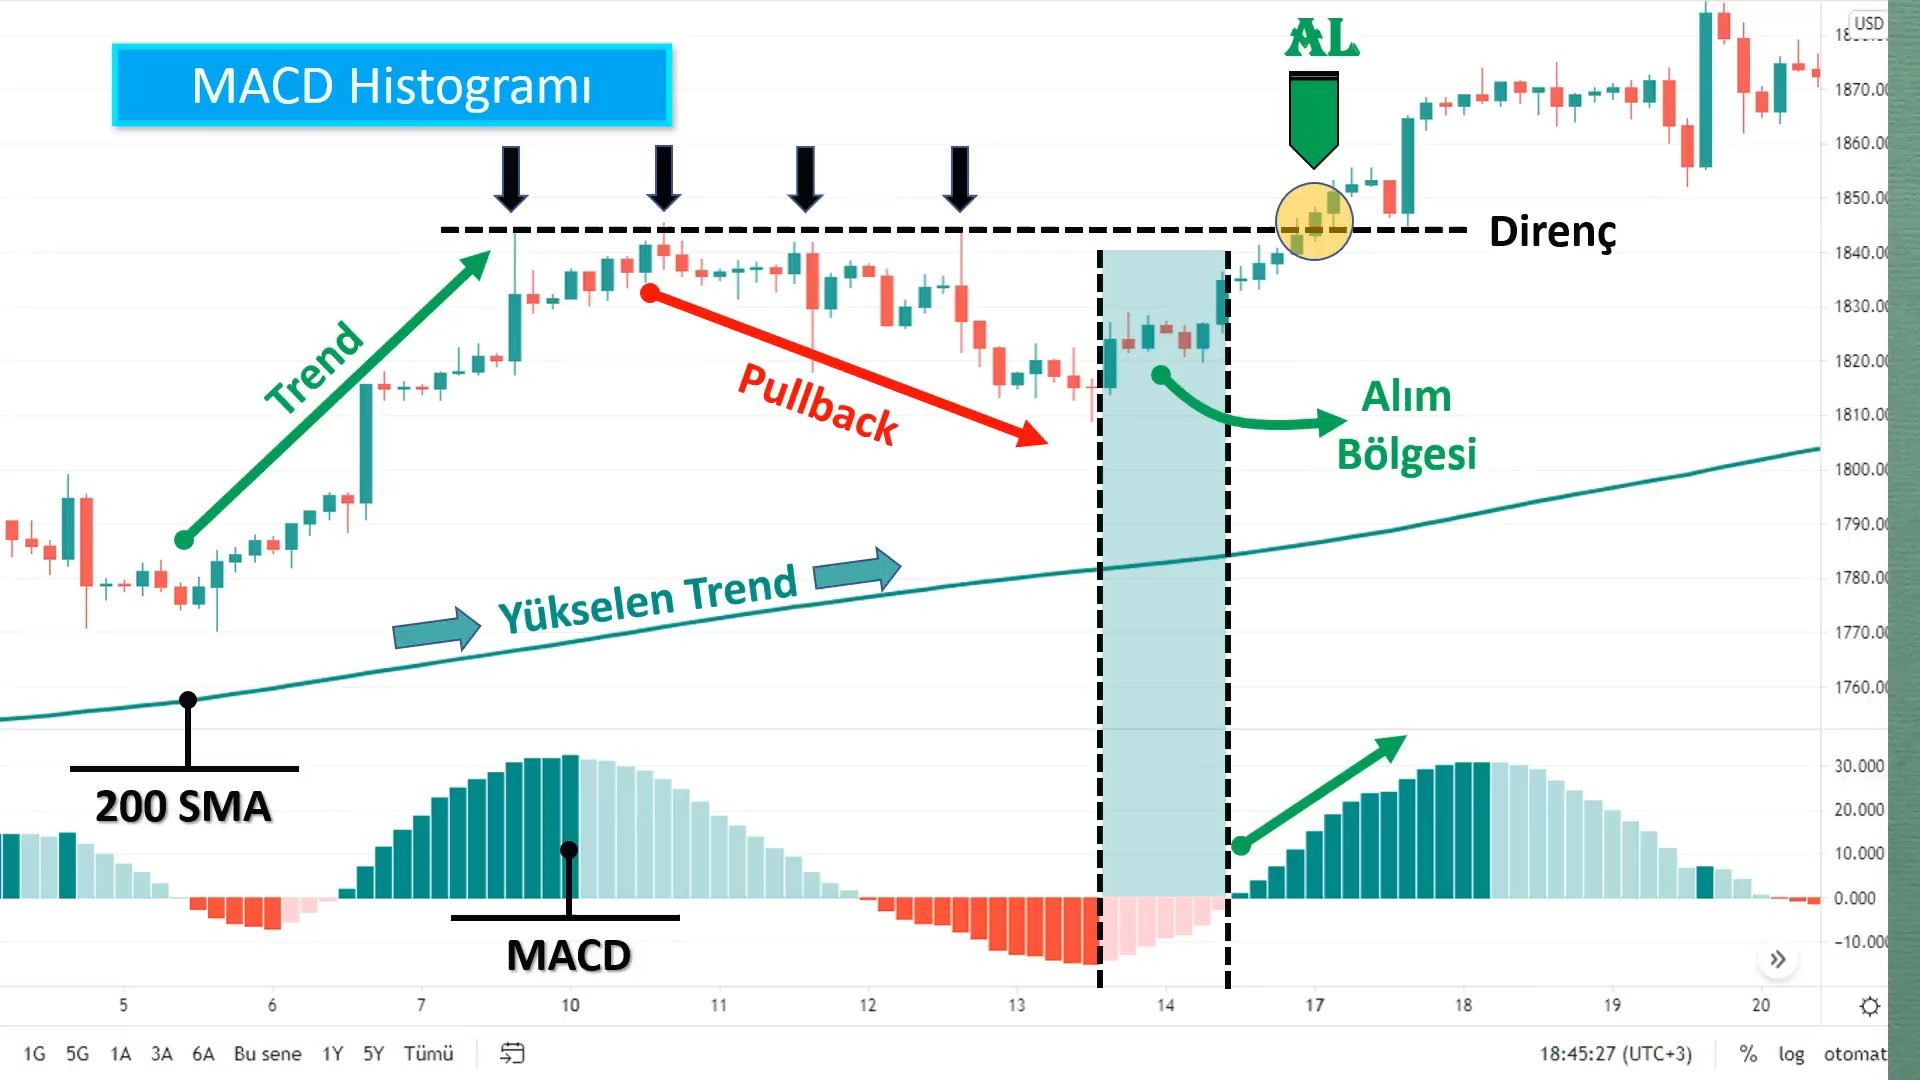 MACD Histogramı
AL
USD
1870.00
1860.00
1850.00
Direnç
1840.00
1830.00
Trend
1820.00
Pullback
Alım
Bölgesi
1810.00
1800.00
1790.00
1780.00
Yükselen Trend
1770.00
1760.00
200 SMA
MACD
30.000
20.000
10.000
0.000
−10.000
5 6 7 10 11 12 13 14 17 18 19 20
1G 5G 1A 3A 6A Bu sene 1Y 5Y Tümü 18:45:27 (UTC+3) % log otomat